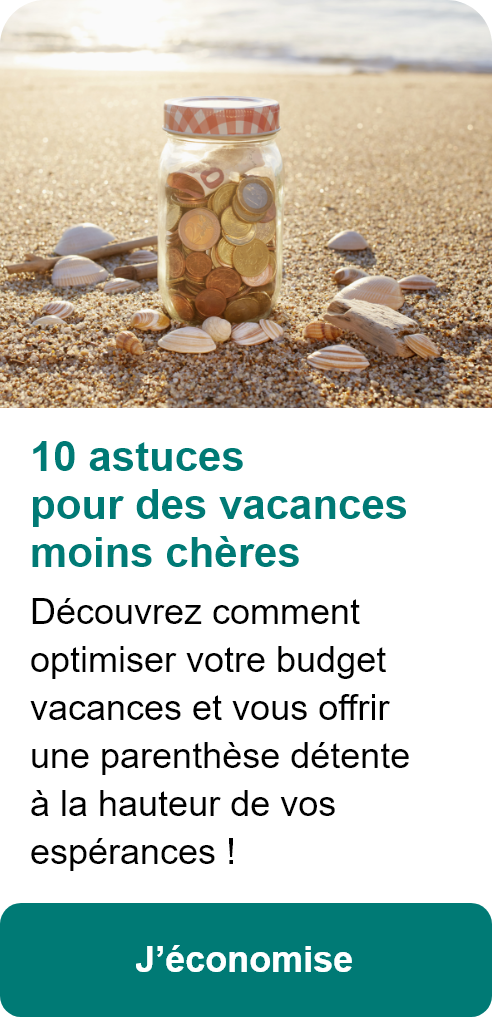 10 astuces
pour des vacances
moins chères
Découvrez comment
optimiser votre budget
vacances et vous offrir
une parenthèse détente
à la hauteur de vos
espérances !
J’économise